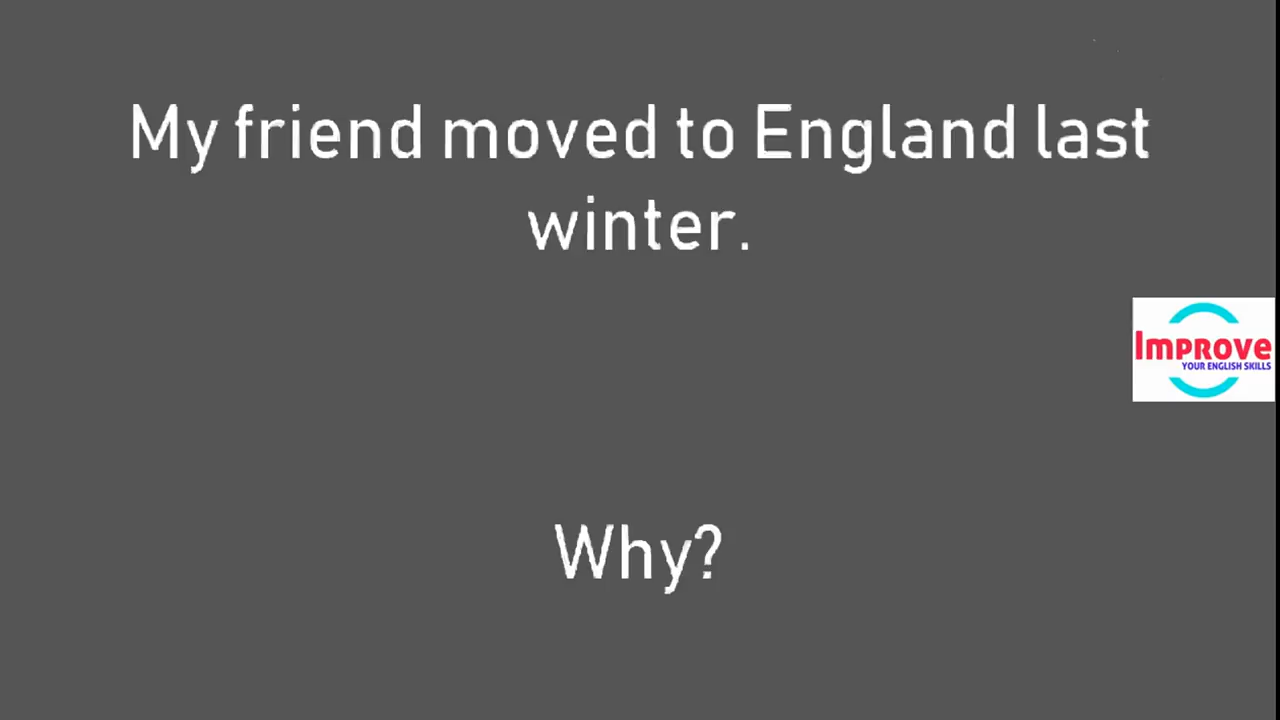 My friend moved to England last
winter.
Improve
YOUR ENGLISH SKILLS
Why?